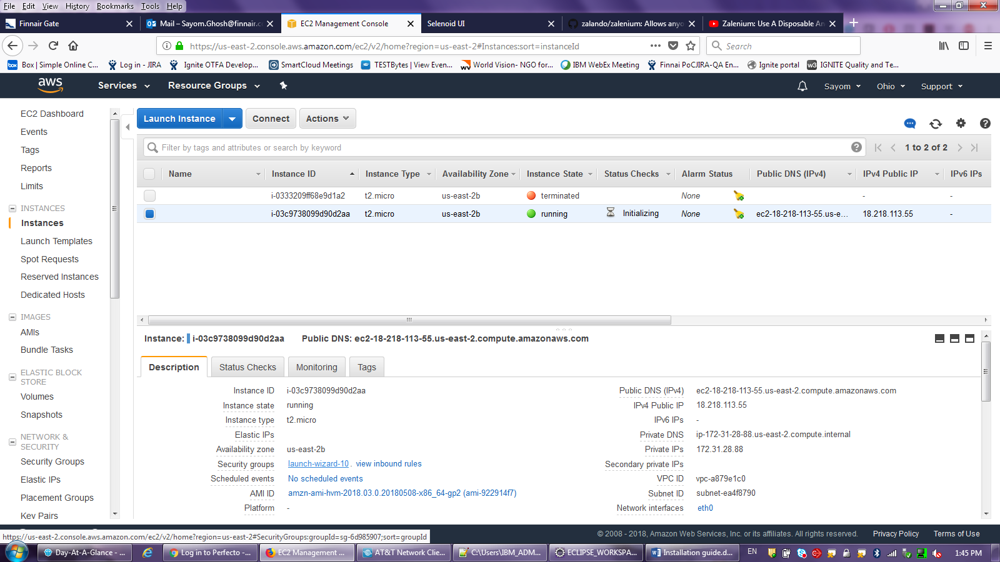 File Edit View History Bookmarks Tools Help
Finnair Gate
Mail – Sayom.Ghosh@finnair.c
EC2 Management Console
Selenoid UI
zalando/zalenium: Allows anyo
Zalenium: Use A Disposable An
https://us-east-2.console.aws.amazon.com/ec2/v2/home?region=us-east-2#Instances:sort=instanceId
Search
box Box | Simple Online C...
Log in - JIRA
Ignite OTFA Develop...
SmartCloud Meetings
TESTBytes | View Even...
World Vision- NGO for...
IBM WebEx Meeting
Finnai PoCJIRA-QA En...
Ignite portal
w3 IGNITE Quality and Te...
aws Services Resource Groups Sayom Ohio Support
EC2 Dashboard
Events
Tags
Reports
Limits
INSTANCES
Instances
Launch Templates
Spot Requests
Reserved Instances
Dedicated Hosts
IMAGES
AMIs
Bundle Tasks
ELASTIC BLOCK
STORE
Volumes
Snapshots
NETWORK &
SECURITY
Security Groups
Elastic IPs
Placement Groups
Key Pairs
Launch Instance Connect Actions
Filter by tags and attributes or search by keyword
1 to 2 of 2
Name Instance ID Instance Type Availability Zone Instance State Status Checks Alarm Status Public DNS (IPv4) IPv4 Public IP IPv6 IPs
i-0333209ff68e9d1a2 t2.micro us-east-2b terminated None - -
i-03c9738099d90d2aa t2.micro us-east-2b running Initializing None ec2-18-218-113-55.us-e... 18.218.113.55 -
Instance: i-03c9738099d90d2aa Public DNS: ec2-18-218-113-55.us-east-2.compute.amazonaws.com
Description Status Checks Monitoring Tags
Instance ID i-03c9738099d90d2aa Public DNS (IPv4) ec2-18-218-113-55.us-east-2.compute.amazonaws.com
Instance state running IPv4 Public IP 18.218.113.55
Instance type t2.micro IPv6 IPs -
Elastic IPs Private DNS ip-172-31-28-88.us-east-2.compute.internal
Availability zone us-east-2b Private IPs 172.31.28.88
Security groups launch-wizard-10 . view inbound rules Secondary private IPs
Scheduled events No scheduled events VPC ID vpc-a879e1c0
AMI ID amzn-ami-hvm-2018.03.0.20180508-x86_64-gp2 (ami-922914f7) Subnet ID subnet-ea4f8790
Platform - Network interfaces eth0
https://us-east-2.console.aws.amazon.com/ec2/v2/home?region=us-east-2#SecurityGroups:groupId=sg-6d985907;sort=groupId
© 2008 - 2018, Amazon Web Services, Inc. or its affiliates. All rights reserved. Privacy Policy Terms of Use
Day-At-A-Glance - ...
Log in to Perfecto -...
EC2 Management ...
AT&T Network Clie...
C:\Users\IBM_ADM...
ECLIPSE_WORKSPA...
Installation guide.d...
EN
1:45 PM